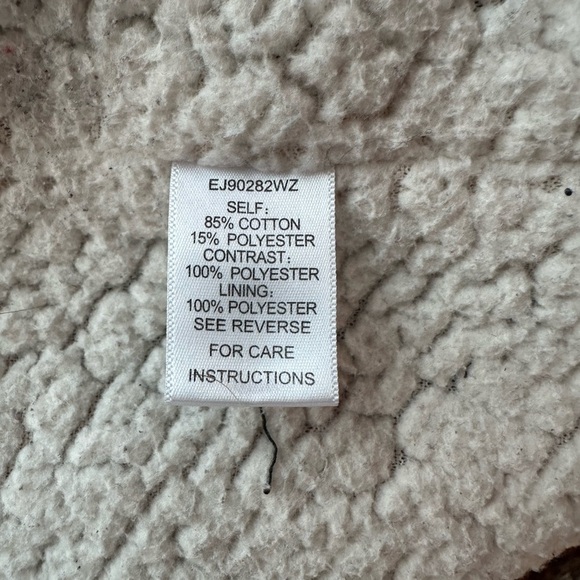 EJ90282WZ
SELF:
85% COTTON
15% POLYESTER
CONTRAST:
100% POLYESTER
LINING:
100% POLYESTER
SEE REVERSE
FOR CARE
INSTRUCTIONS